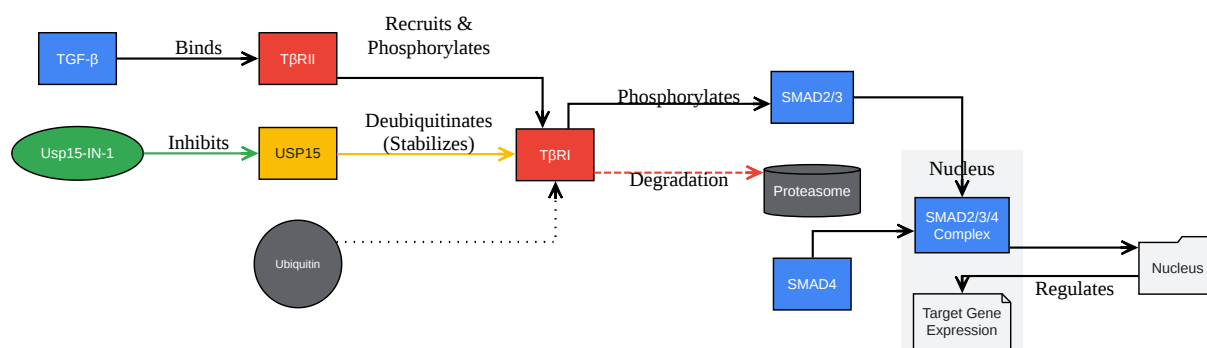 Recruits &
Phosphorylates
TGF-β
Binds
TβRII
Phosphorylates
SMAD2/3
Usp15-IN-1
Inhibits
USP15
Deubiquitinates
(Stabilizes)
TβRI
Degradation
Proteasome
Nucleus
SMAD2/3/4
Complex
Ubiquitin
SMAD4
Nucleus
Regulates
Target Gene
Expression